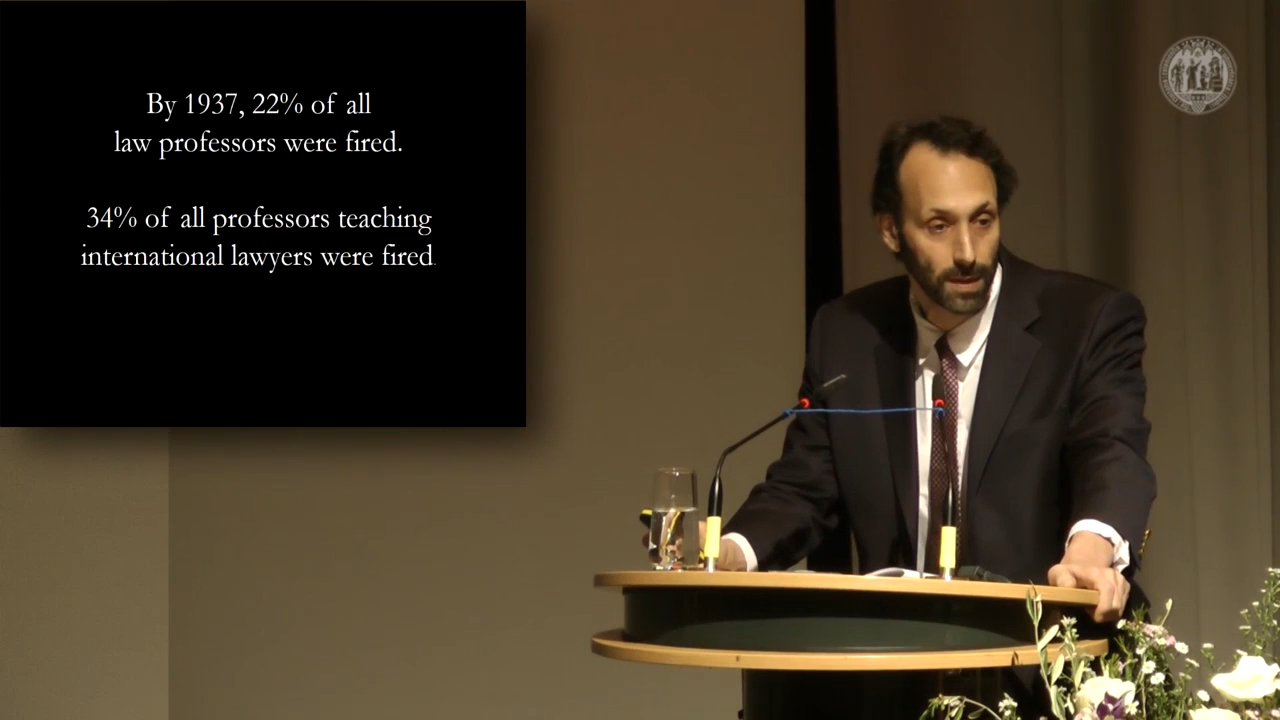 By 1937, 22% of all
law professors were fired.
34% of all professors teaching
international lawyers were fired.